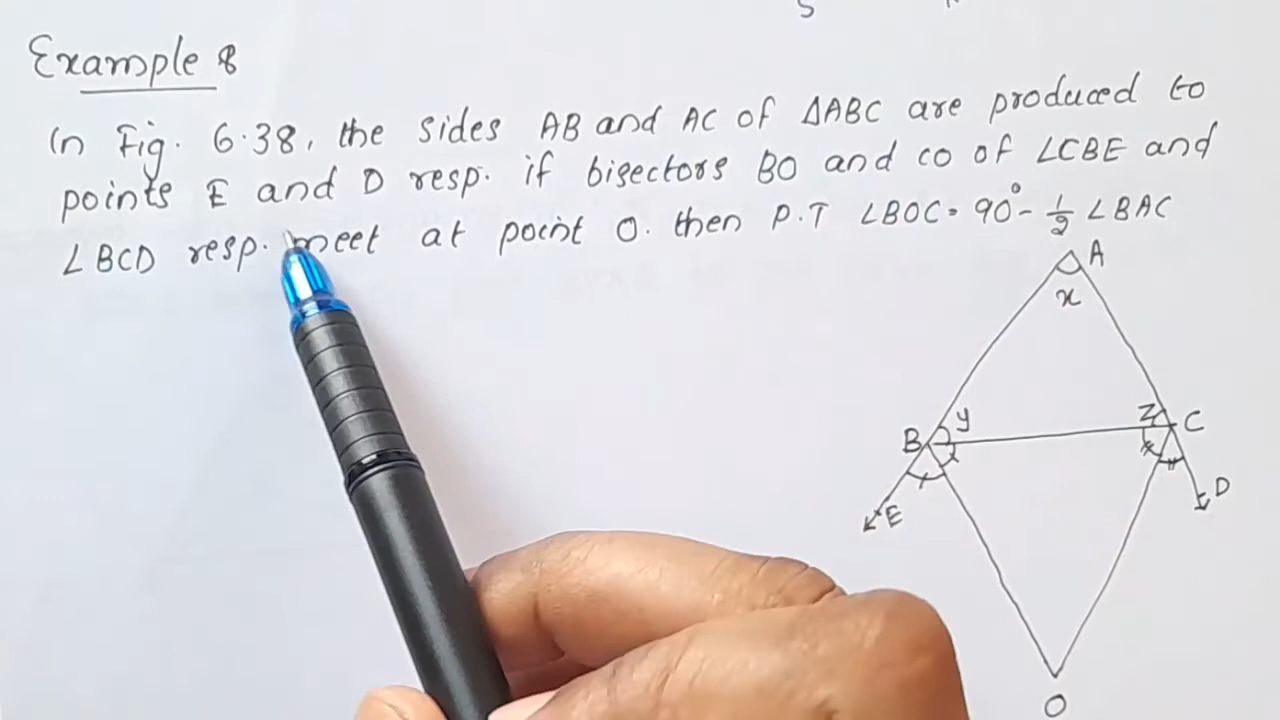 S
Example 8
In Fig. 6.38, the sides AB and AC of ΔABC are produced to
points E and D resp. if bisectors BO and CO of ∠CBE and
∠BCD resp. meet at point O. then P.T ∠BOC = 90° - 1/2 ∠BAC
A
x
B y
z C
E
D
O